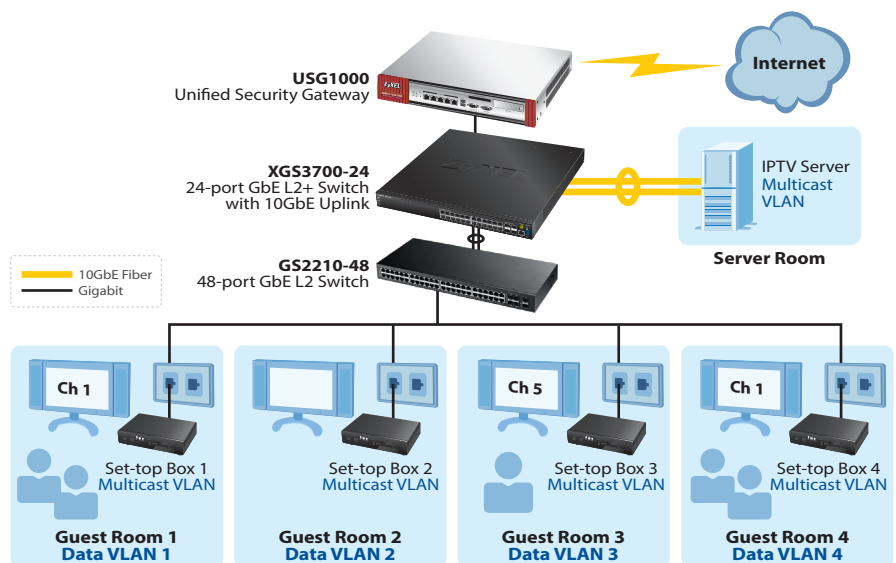 USG1000
Unified Security Gateway
Internet
ZyXEL
XGS3700-24
24-port GbE L2+ Switch
with 10GbE Uplink
ZyXEL
IPTV Server
Multicast
VLAN
Server Room
GS2210-48
48-port GbE L2 Switch
10GbE Fiber
Gigabit
Ch 1
Set-top Box 1
Multicast VLAN
Guest Room 1
Data VLAN 1
Set-top Box 2
Multicast VLAN
Guest Room 2
Data VLAN 2
Ch 5
Set-top Box 3
Multicast VLAN
Guest Room 3
Data VLAN 3
Ch 1
Set-top Box 4
Multicast VLAN
Guest Room 4
Data VLAN 4